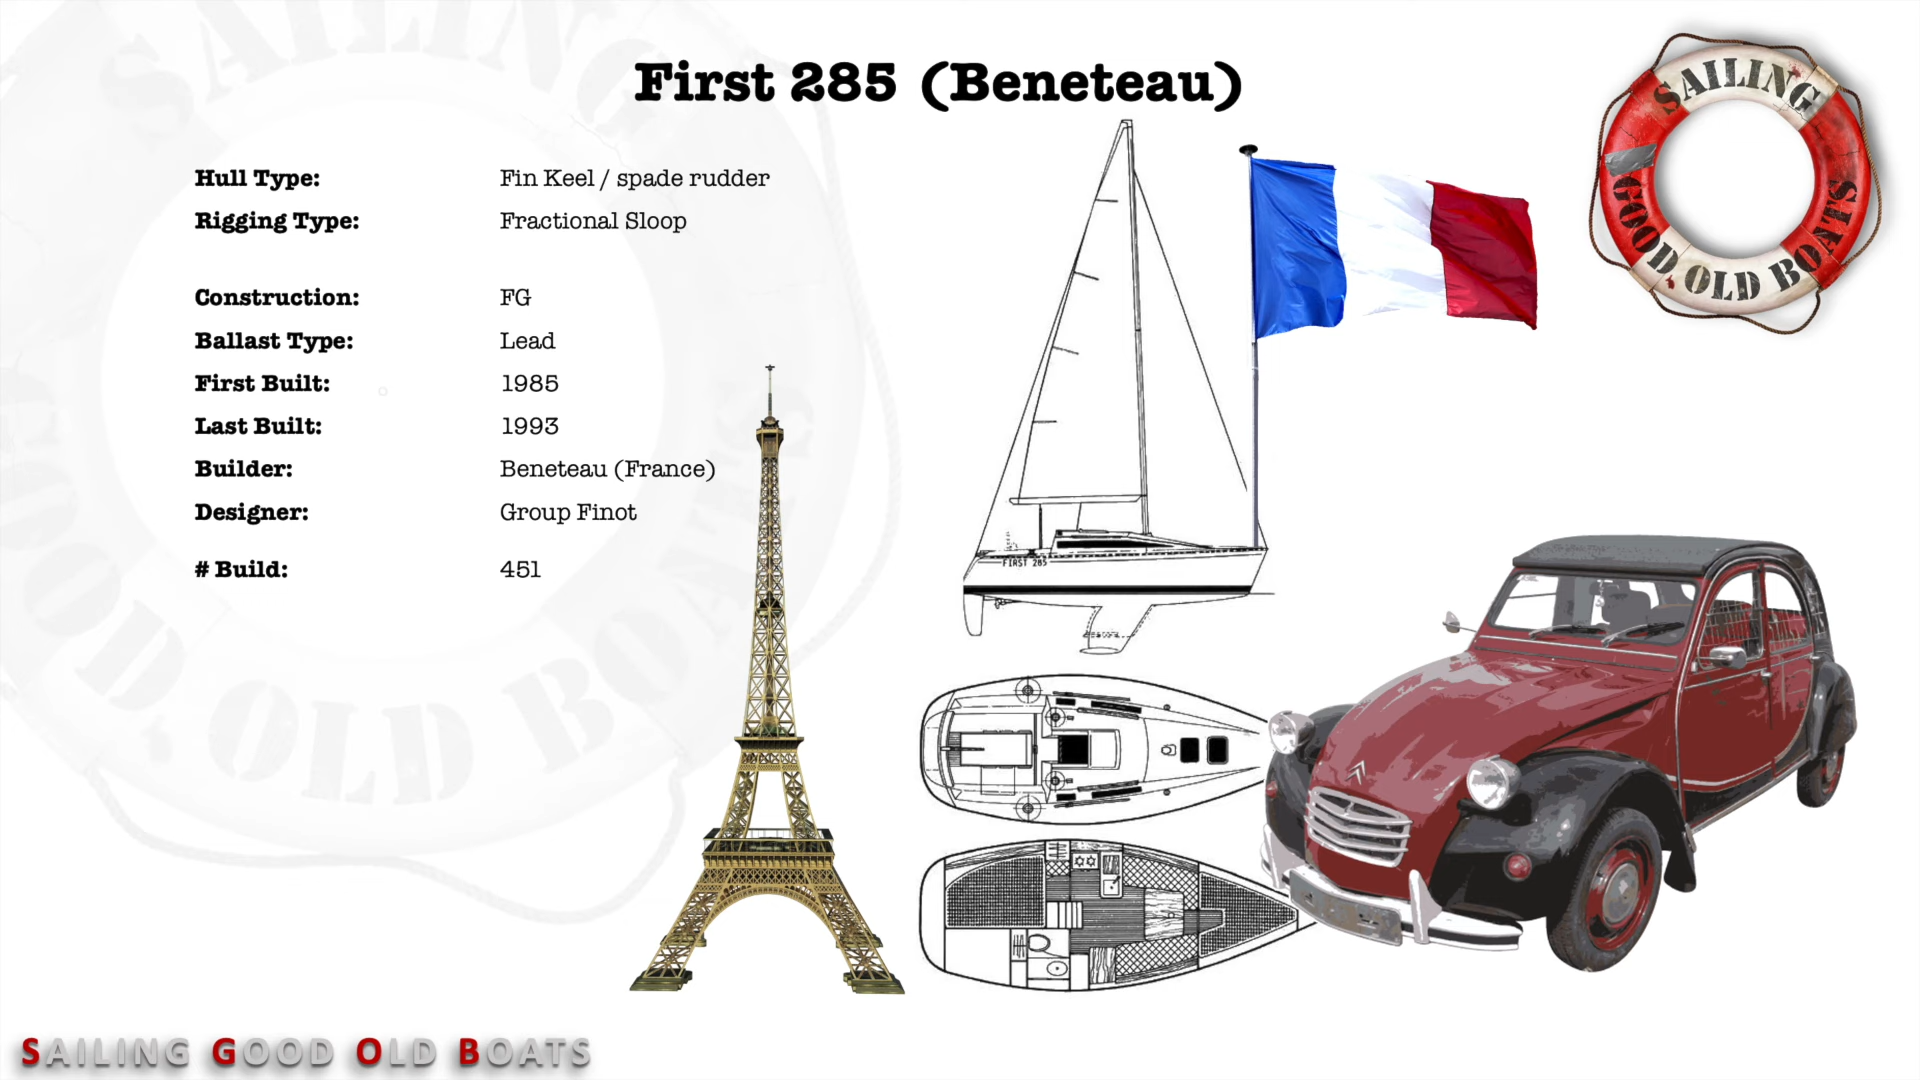 First 285 (Beneteau)
SAILING
GOOD OLD BOATS
Hull Type: Fin Keel / spade rudder
Rigging Type: Fractional Sloop
Construction: FG
Ballast Type: Lead
First Built: 1985
Last Built: 1993
Builder: Beneteau (France)
Designer: Group Finot
# Build: 451
FIRST 285
SAILING GOOD OLD BOATS